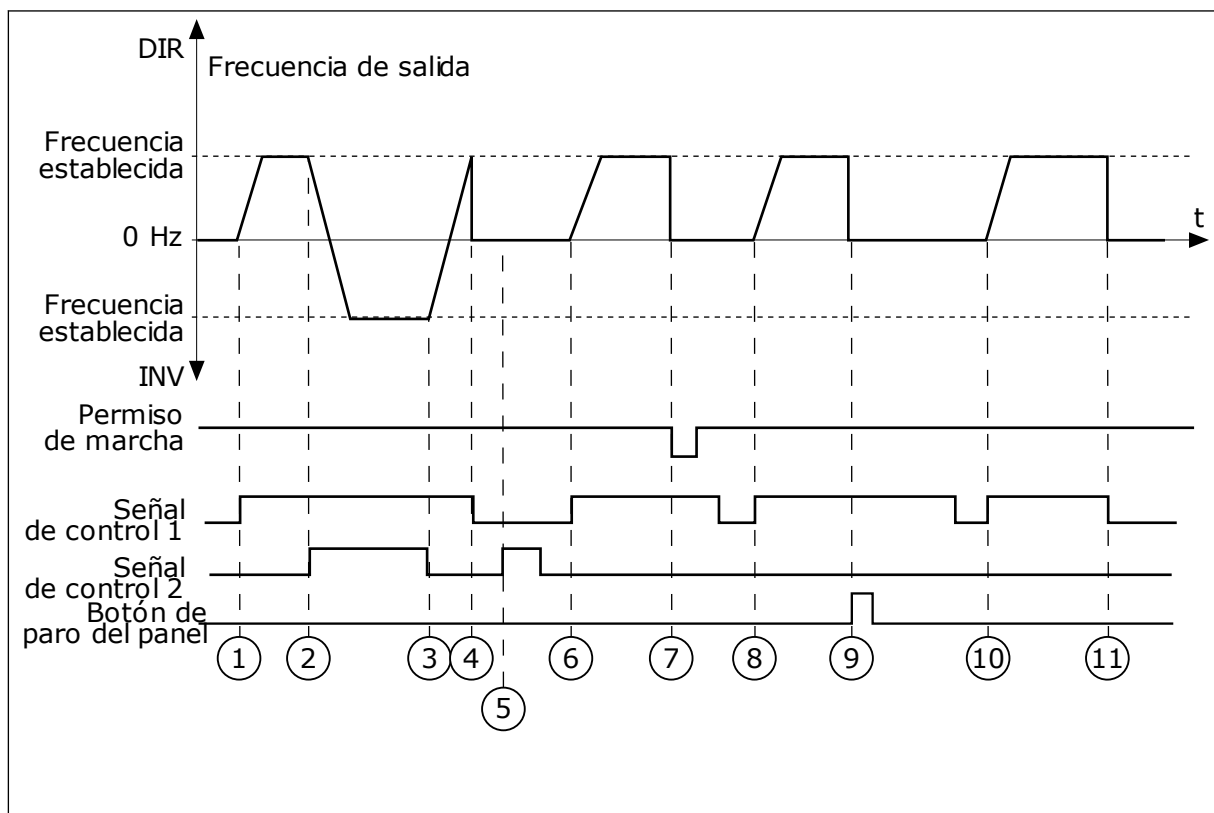 DIR
Frecuencia de salida
Frecuencia
establecida
0 Hz
t
Frecuencia
establecida
INV
Permiso
de marcha
Señal
de control 1
Señal
de control 2
Botón de
paro del panel
1 2 3 4 6 7 8 9 10 11
5